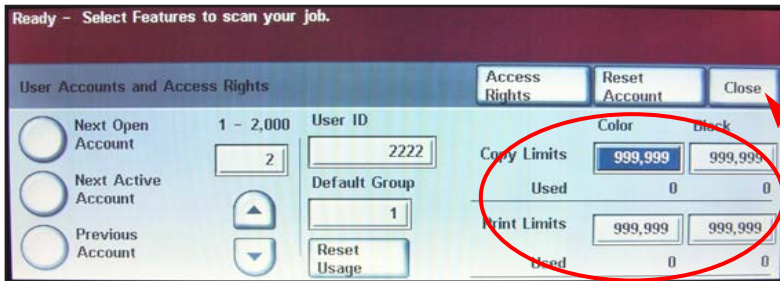 Ready - Select Features to scan your job.
User Accounts and Access Rights
Access Rights
Reset Account
Close
Next Open Account
1 - 2,000
2
Next Active Account
Previous Account
User ID
2222
Default Group
1
Reset Usage
Color
Black
Copy Limits
999,999
999,999
Used
0
0
Print Limits
999,999
999,999
Used
0
0